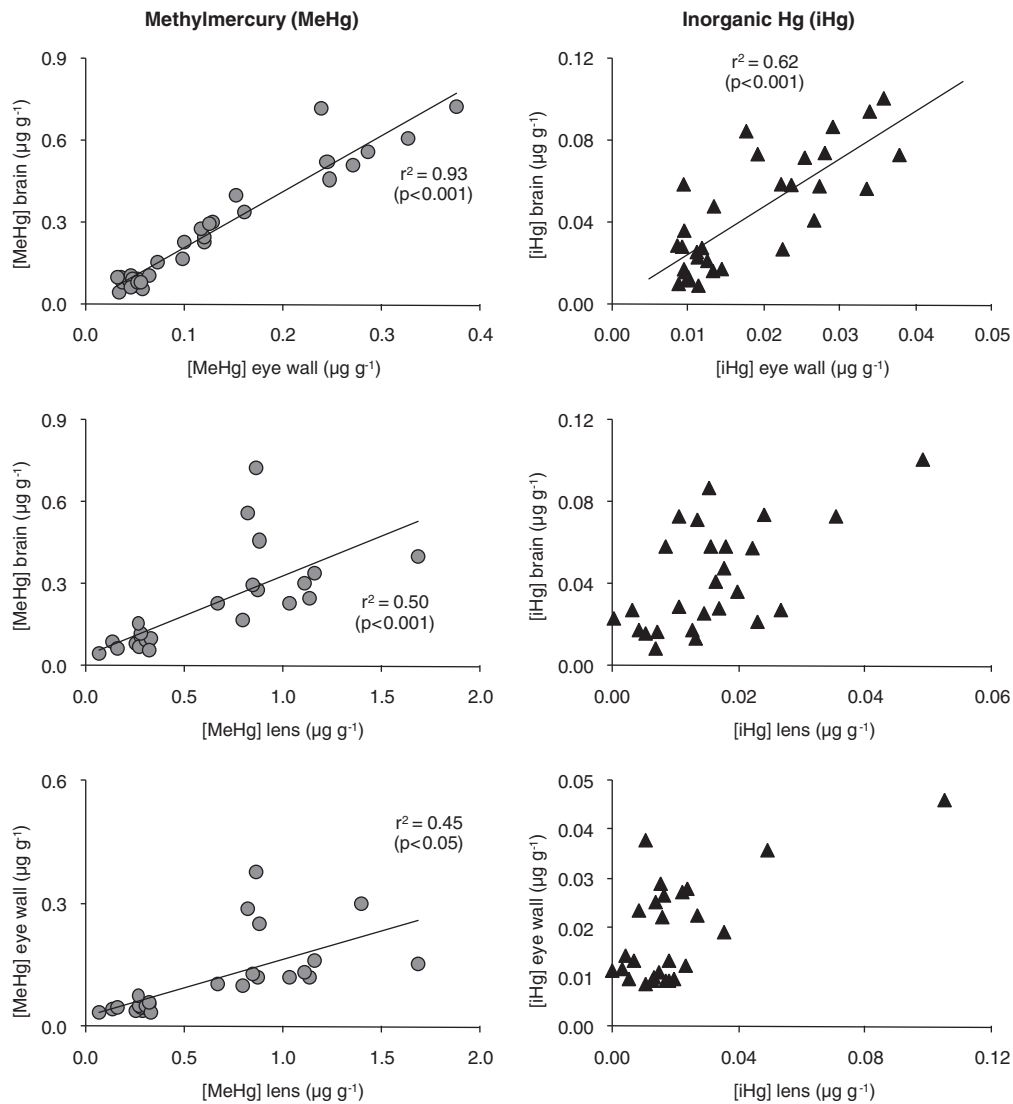 Methylmercury (MeHg)
Inorganic Hg (iHg)
[MeHg] brain (µg g⁻¹)
0.9
0.6
0.3
0.0
r² = 0.93
(p<0.001)
0.0 0.1 0.2 0.3 0.4
[MeHg] eye wall (µg g⁻¹)
[iHg] brain (µg g⁻¹)
0.12
0.08
0.04
0.00
r² = 0.62
(p<0.001)
0.00 0.01 0.02 0.03 0.04 0.05
[iHg] eye wall (µg g⁻¹)
[MeHg] brain (µg g⁻¹)
0.9
0.6
0.3
0.0
r² = 0.50
(p<0.001)
0.0 0.5 1.0 1.5 2.0
[MeHg] lens (µg g⁻¹)
[iHg] brain (µg g⁻¹)
0.12
0.08
0.04
0.00
0.00 0.02 0.04 0.06
[iHg] lens (µg g⁻¹)
[MeHg] eye wall (µg g⁻¹)
0.6
0.3
0.0
r² = 0.45
(p<0.05)
0.0 0.5 1.0 1.5 2.0
[MeHg] lens (µg g⁻¹)
[iHg] eye wall (µg g⁻¹)
0.05
0.04
0.03
0.02
0.01
0.00
0.00 0.04 0.08 0.12
[iHg] lens (µg g⁻¹)